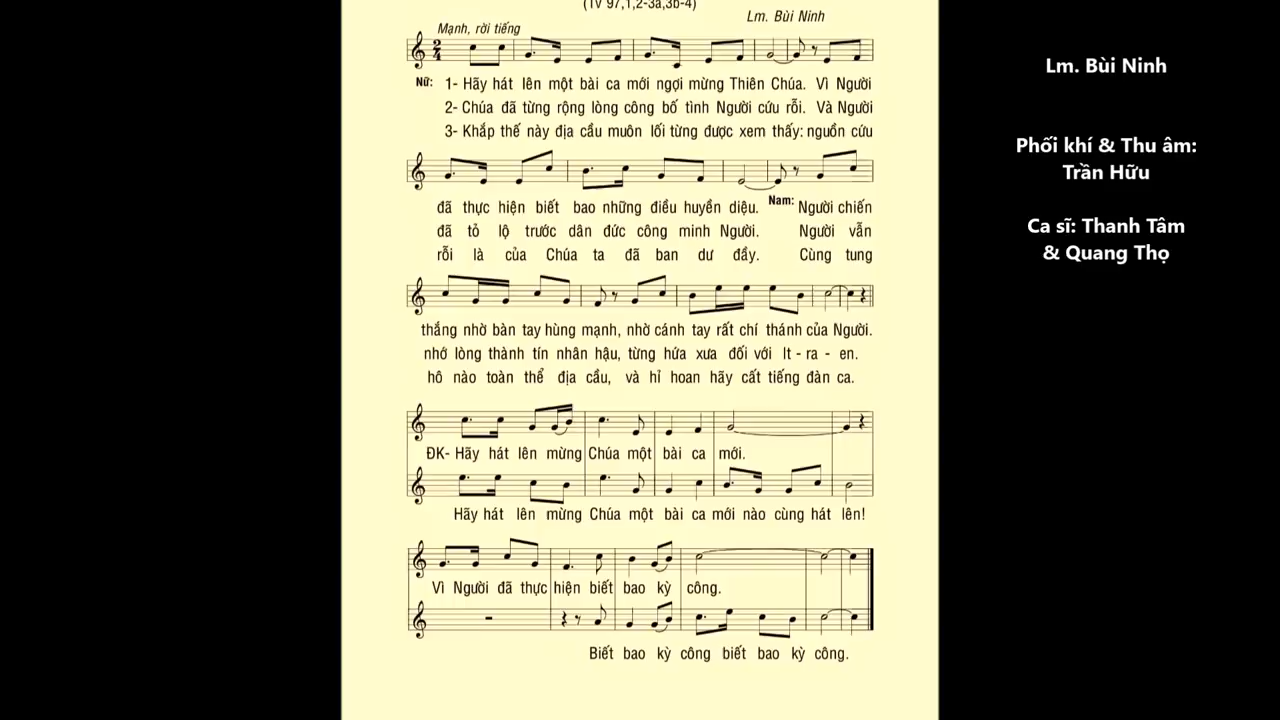 (TV 97,1,2-3a,3b-4)
Lm. Bùi Ninh
Mạnh, rời tiếng
Nữ: 1- Hãy hát lên một bài ca mới ngợi mừng Thiên Chúa. Vì Người
2- Chúa đã từng rộng lòng công bố tình Người cứu rỗi. Và Người
3- Khắp thế này địa cầu muôn lối từng được xem thấy: nguồn cứu
đã thực hiện biết bao những điều huyền diệu. Nam: Người chiến
đã tỏ lộ trước dân đức công minh Người. Người vẫn
rỗi là của Chúa ta đã ban dư đầy. Cùng tung
thắng nhờ bàn tay hùng mạnh, nhờ cánh tay rất chí thánh của Người.
nhớ lòng thành tín nhân hậu, từng hứa xưa đối với It - ra - en.
hô nào toàn thể địa cầu, và hỉ hoan hãy cất tiếng đàn ca.
ĐK- Hãy hát lên mừng Chúa một bài ca mới.
Hãy hát lên mừng Chúa một bài ca mới nào cùng hát lên!
Vì Người đã thực hiện biết bao kỳ công.
Biết bao kỳ công biết bao kỳ công.
Lm. Bùi Ninh
Phối khí & Thu âm:
Trần Hữu
Ca sĩ: Thanh Tâm
& Quang Thọ